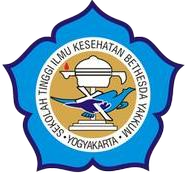 SEKOLAH TINGGI ILMU KESEHATAN BETHESDA YAKKUM
• YOGYAKARTA •